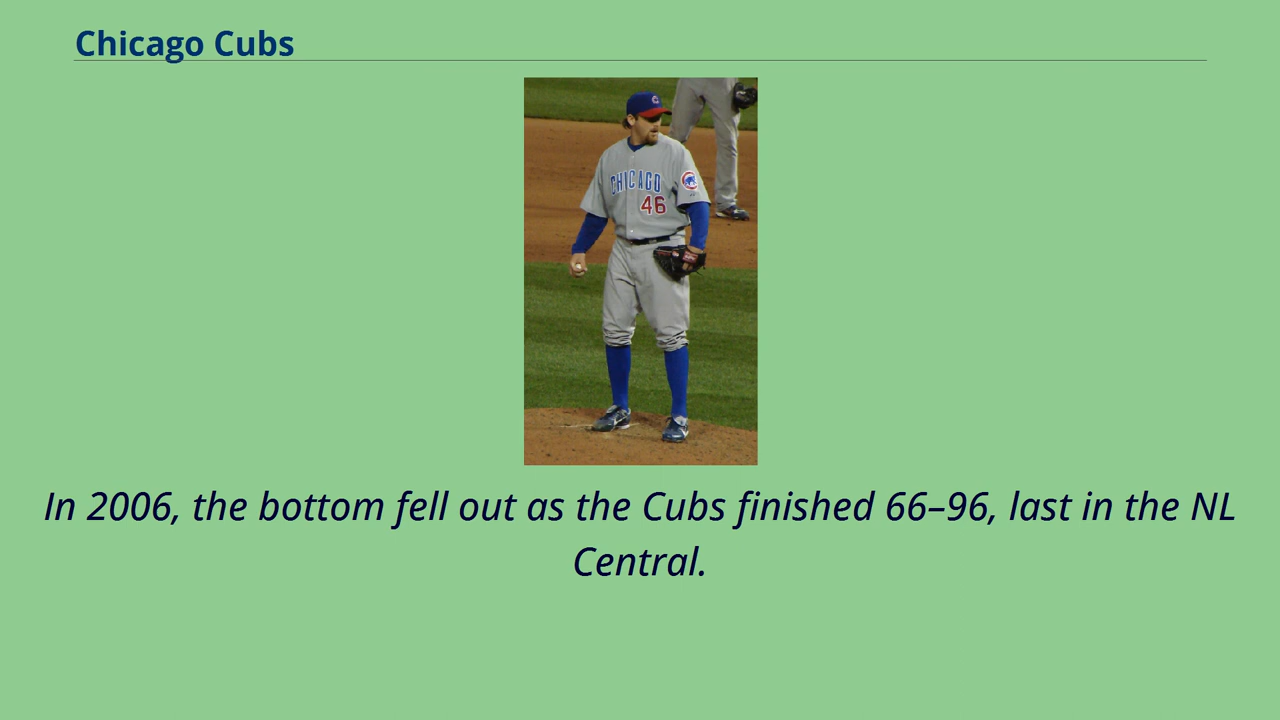 Chicago Cubs
CHICAGO
46
In 2006, the bottom fell out as the Cubs finished 66–96, last in the NL
Central.